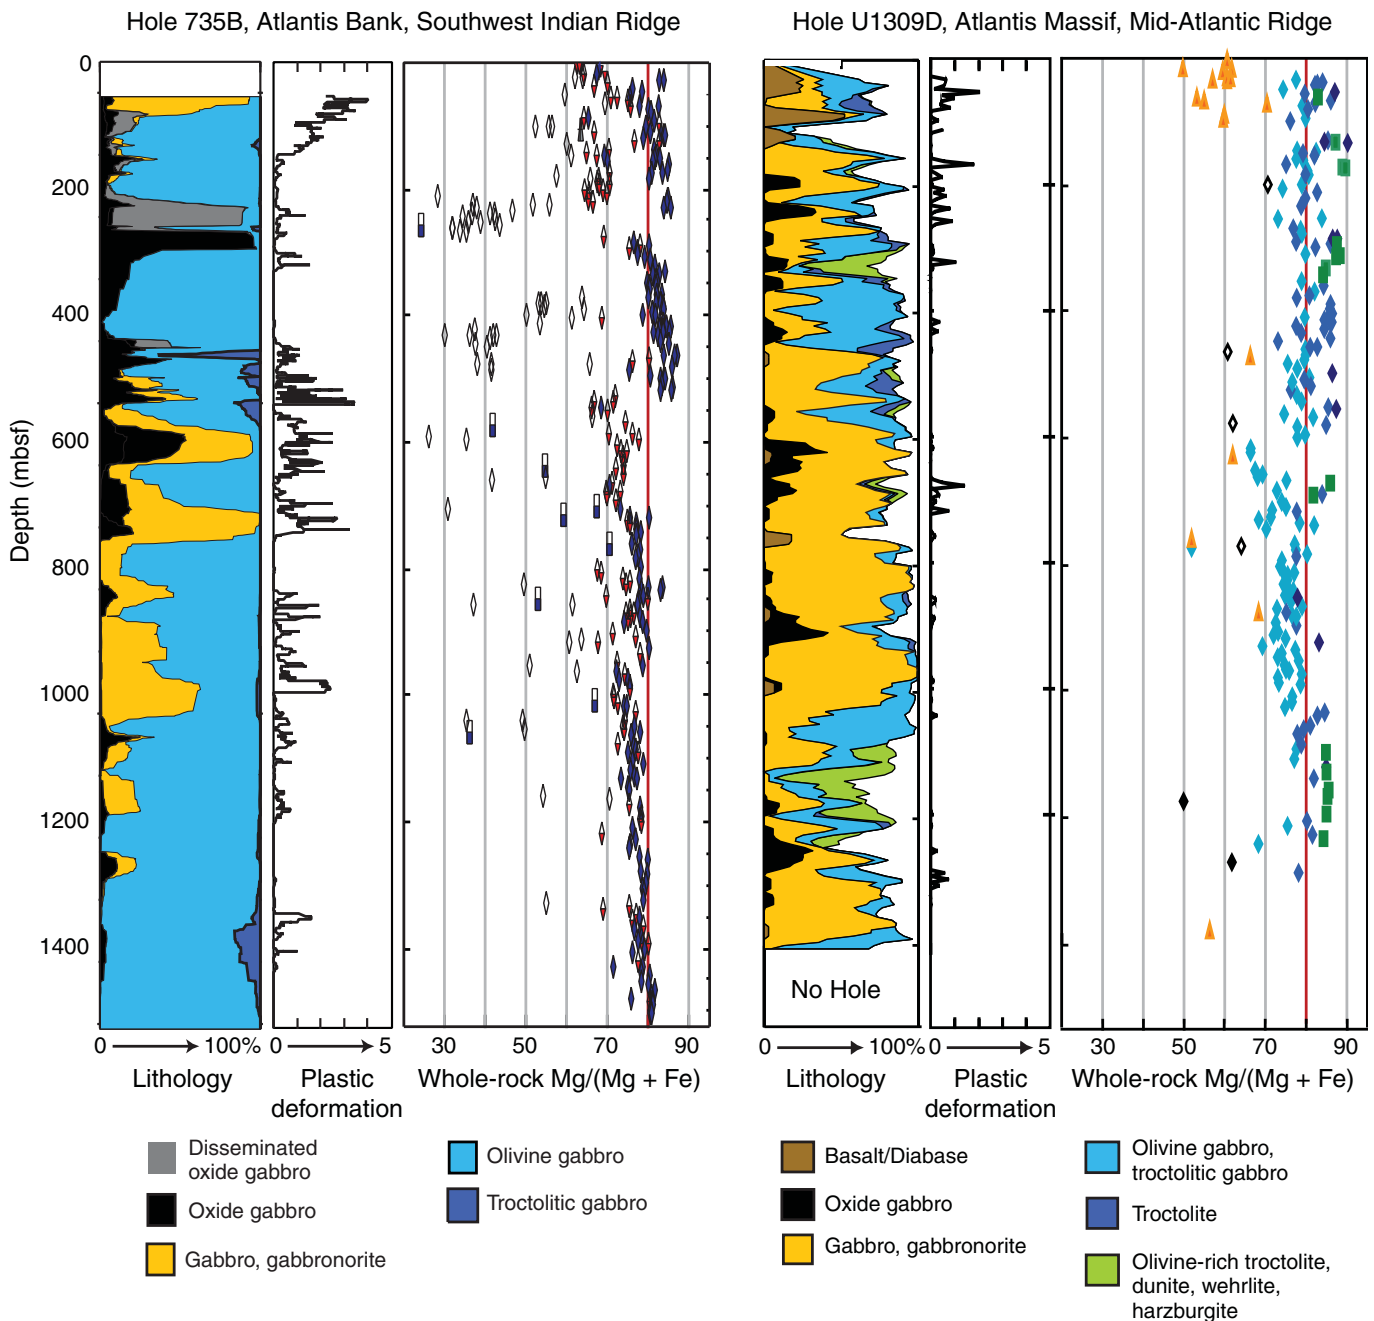 Hole 735B, Atlantis Bank, Southwest Indian Ridge
Hole U1309D, Atlantis Massif, Mid-Atlantic Ridge
Depth (mbsf)
0
200
400
600
800
1000
1200
1400
No Hole
0 100%
0 5
30 50 70 90
0 100%
0 5
30 50 70 90
Lithology
Plastic
deformation
Whole-rock Mg/(Mg + Fe)
Lithology
Plastic
deformation
Whole-rock Mg/(Mg + Fe)
Disseminated
oxide gabbro
Oxide gabbro
Gabbro, gabbronorite
Olivine gabbro
Troctolitic gabbro
Basalt/Diabase
Oxide gabbro
Gabbro, gabbronorite
Olivine gabbro,
troctolitic gabbro
Troctolite
Olivine-rich troctolite,
dunite, wehrlite,
harzburgite